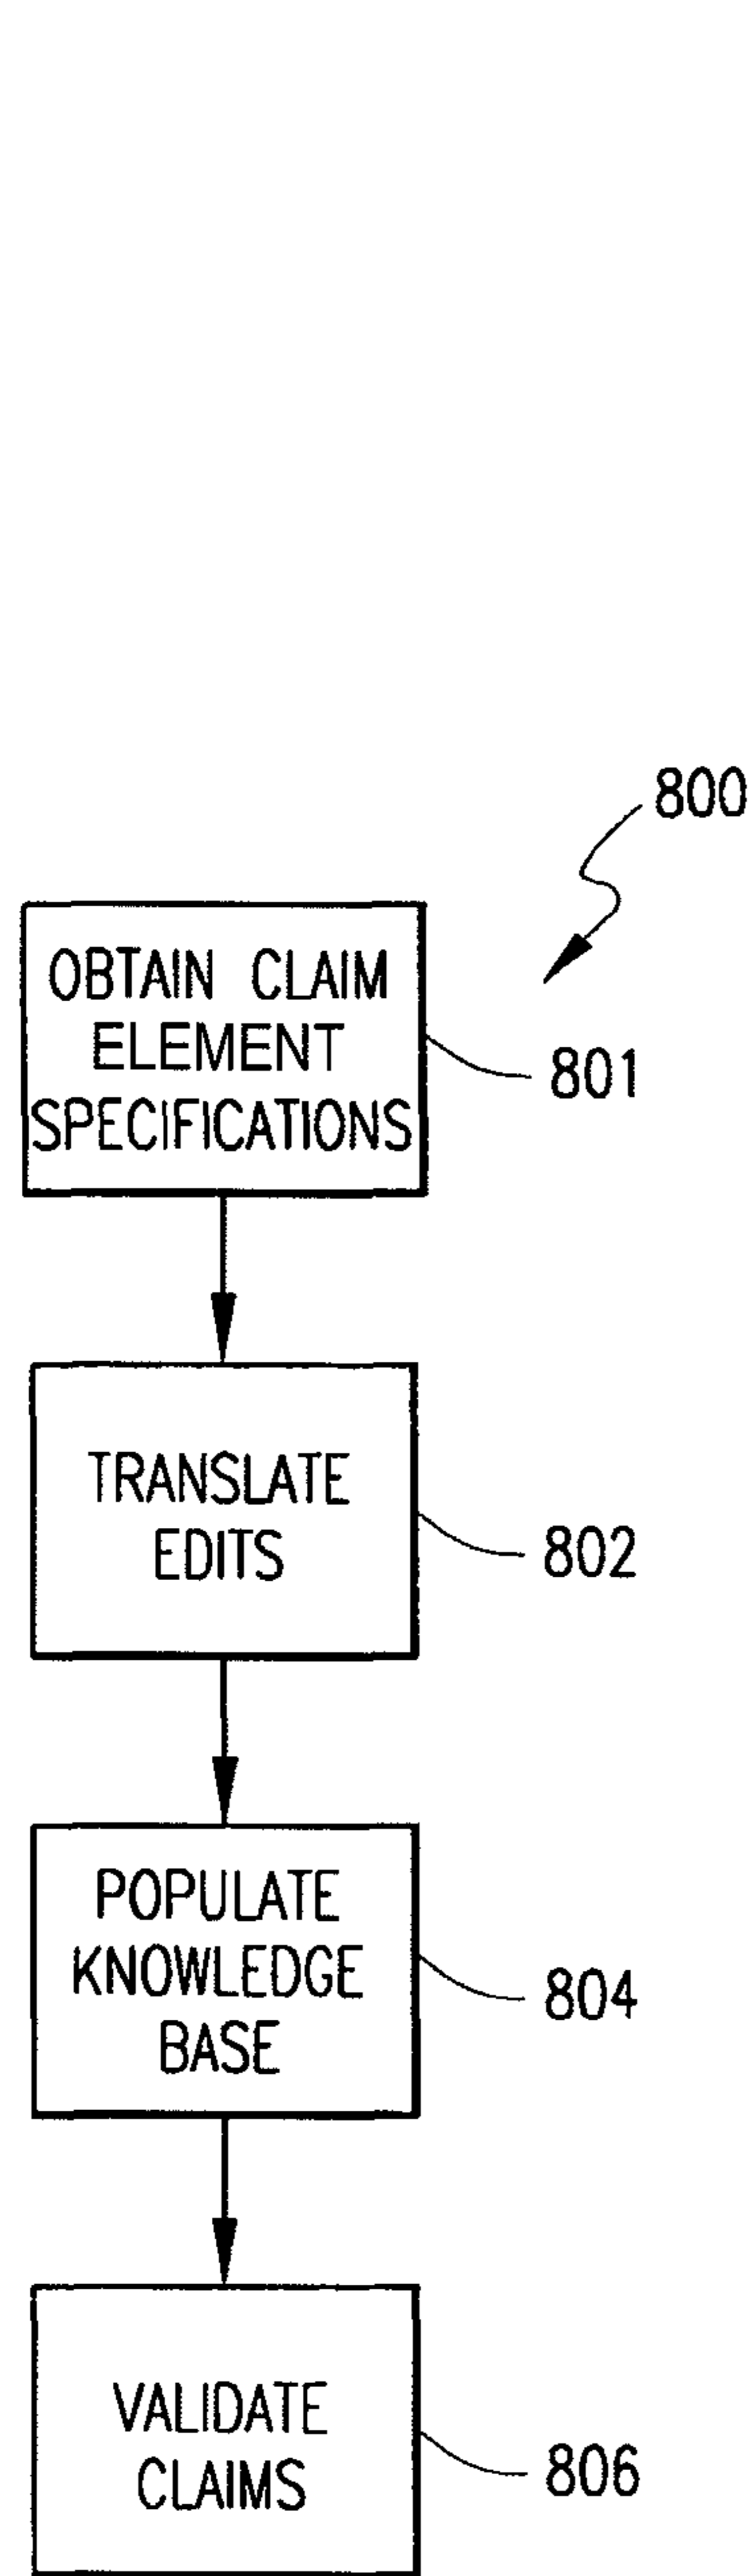 800
OBTAIN CLAIM
ELEMENT
SPECIFICATIONS
801
TRANSLATE
EDITS
802
POPULATE
KNOWLEDGE
BASE
804
VALIDATE
CLAIMS
806